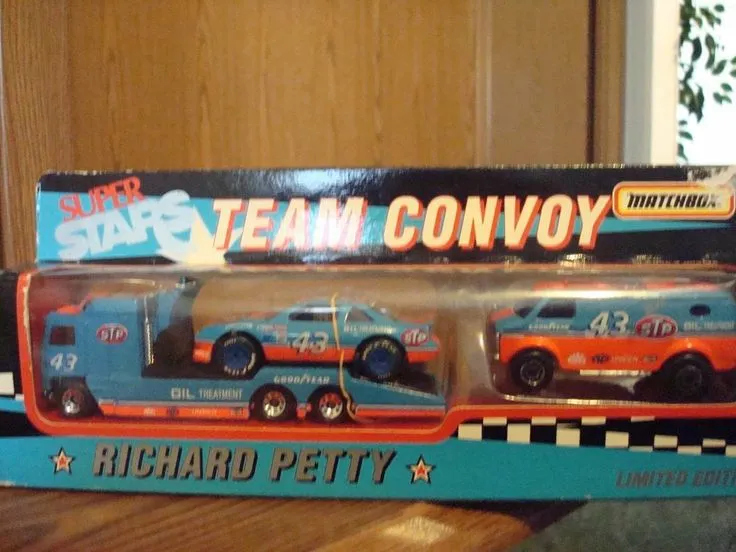 SUPER STARS
TEAM CONVOY
MATCHBOX
STP
43
43
OIL TREATMENT
GOODYEAR
GOODYEAR
43
STP
OIL TREATMENT
RICHARD PETTY
LIMITED EDITI